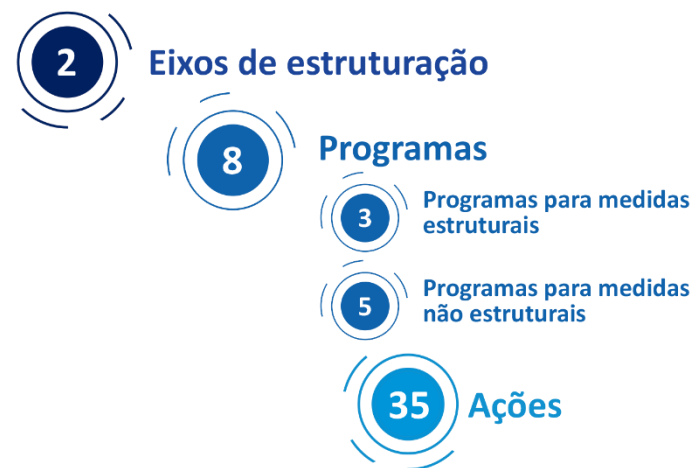 2 Eixos de estruturação
8 Programas
3 Programas para medidas
estruturais
5 Programas para medidas
não estruturais
35 Ações